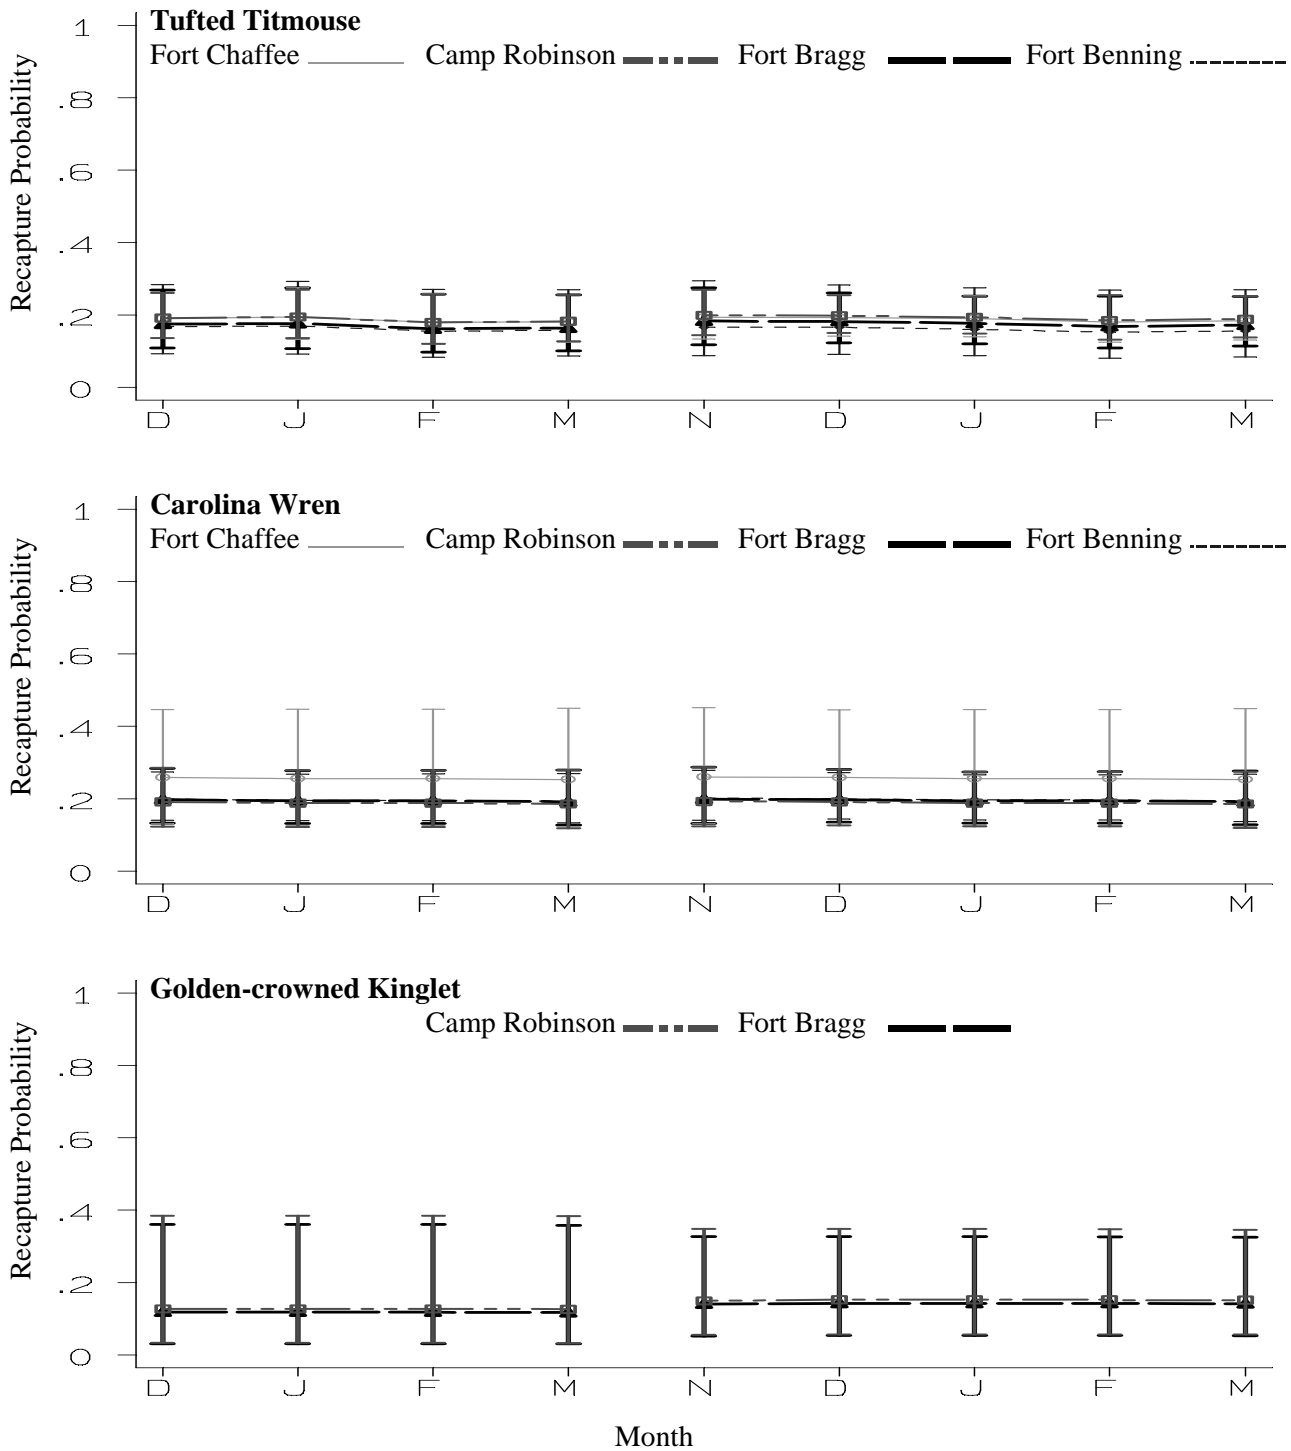 Tufted Titmouse
Fort Chaffee Camp Robinson Fort Bragg Fort Benning
Recapture Probability
1
.8
.6
.4
.2
0
D J F M N D J F M
Carolina Wren
Fort Chaffee Camp Robinson Fort Bragg Fort Benning
Recapture Probability
1
.8
.6
.4
.2
0
D J F M N D J F M
Golden-crowned Kinglet
Camp Robinson Fort Bragg
Recapture Probability
1
.8
.6
.4
.2
0
D J F M N D J F M
Month